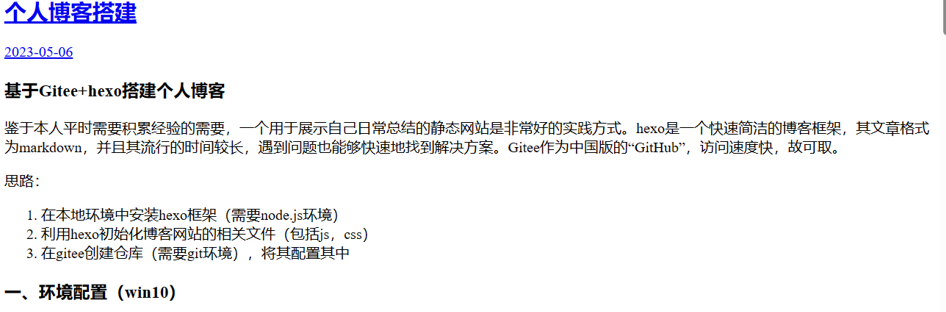 个人博客搭建
2023-05-06
基于Gitee+hexo搭建个人博客
鉴于本人平时需要积累经验的需要，一个用于展示自己日常总结的静态网站是非常好的实践方式。hexo是一个快速简洁的博客框架，其文章格式
为markdown，并且其流行的时间较长，遇到问题也能够快速地找到解决方案。Gitee作为中国版的“GitHub”，访问速度快，故可取。
思路：
1. 在本地环境中安装hexo框架（需要node.js环境）
2. 利用hexo初始化博客网站的相关文件（包括js，css）
3. 在gitee创建仓库（需要git环境），将其配置其中
一、环境配置（win10）